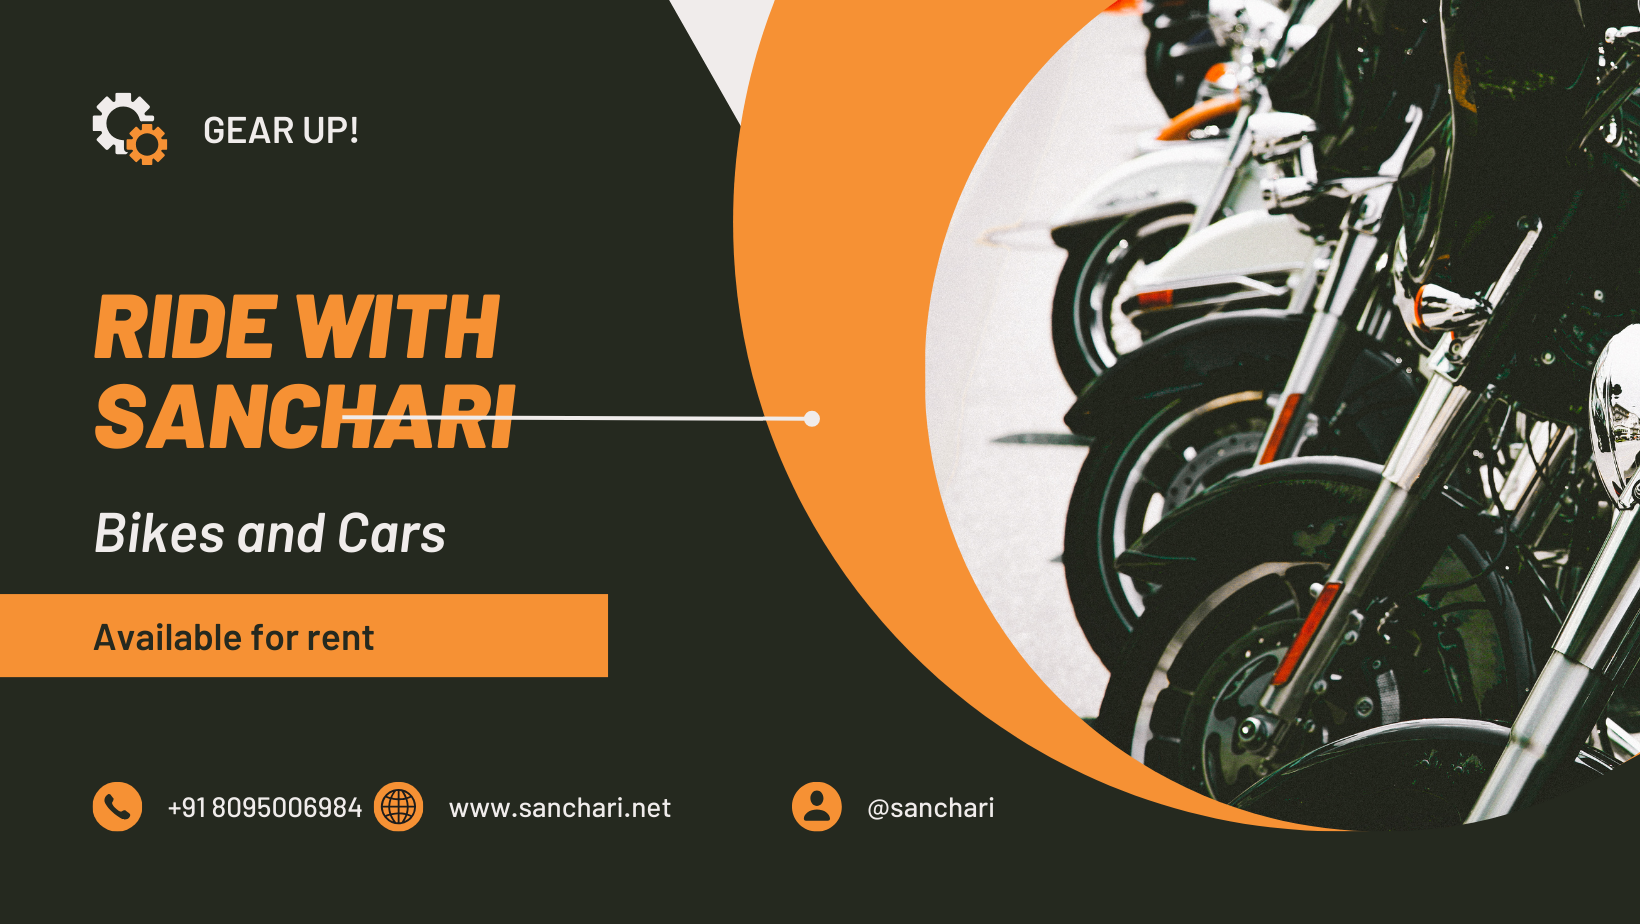 GEAR UP!
RIDE WITH
SANCHARI
Bikes and Cars
Available for rent
+91 8095006984
www.sanchari.net
@sanchari